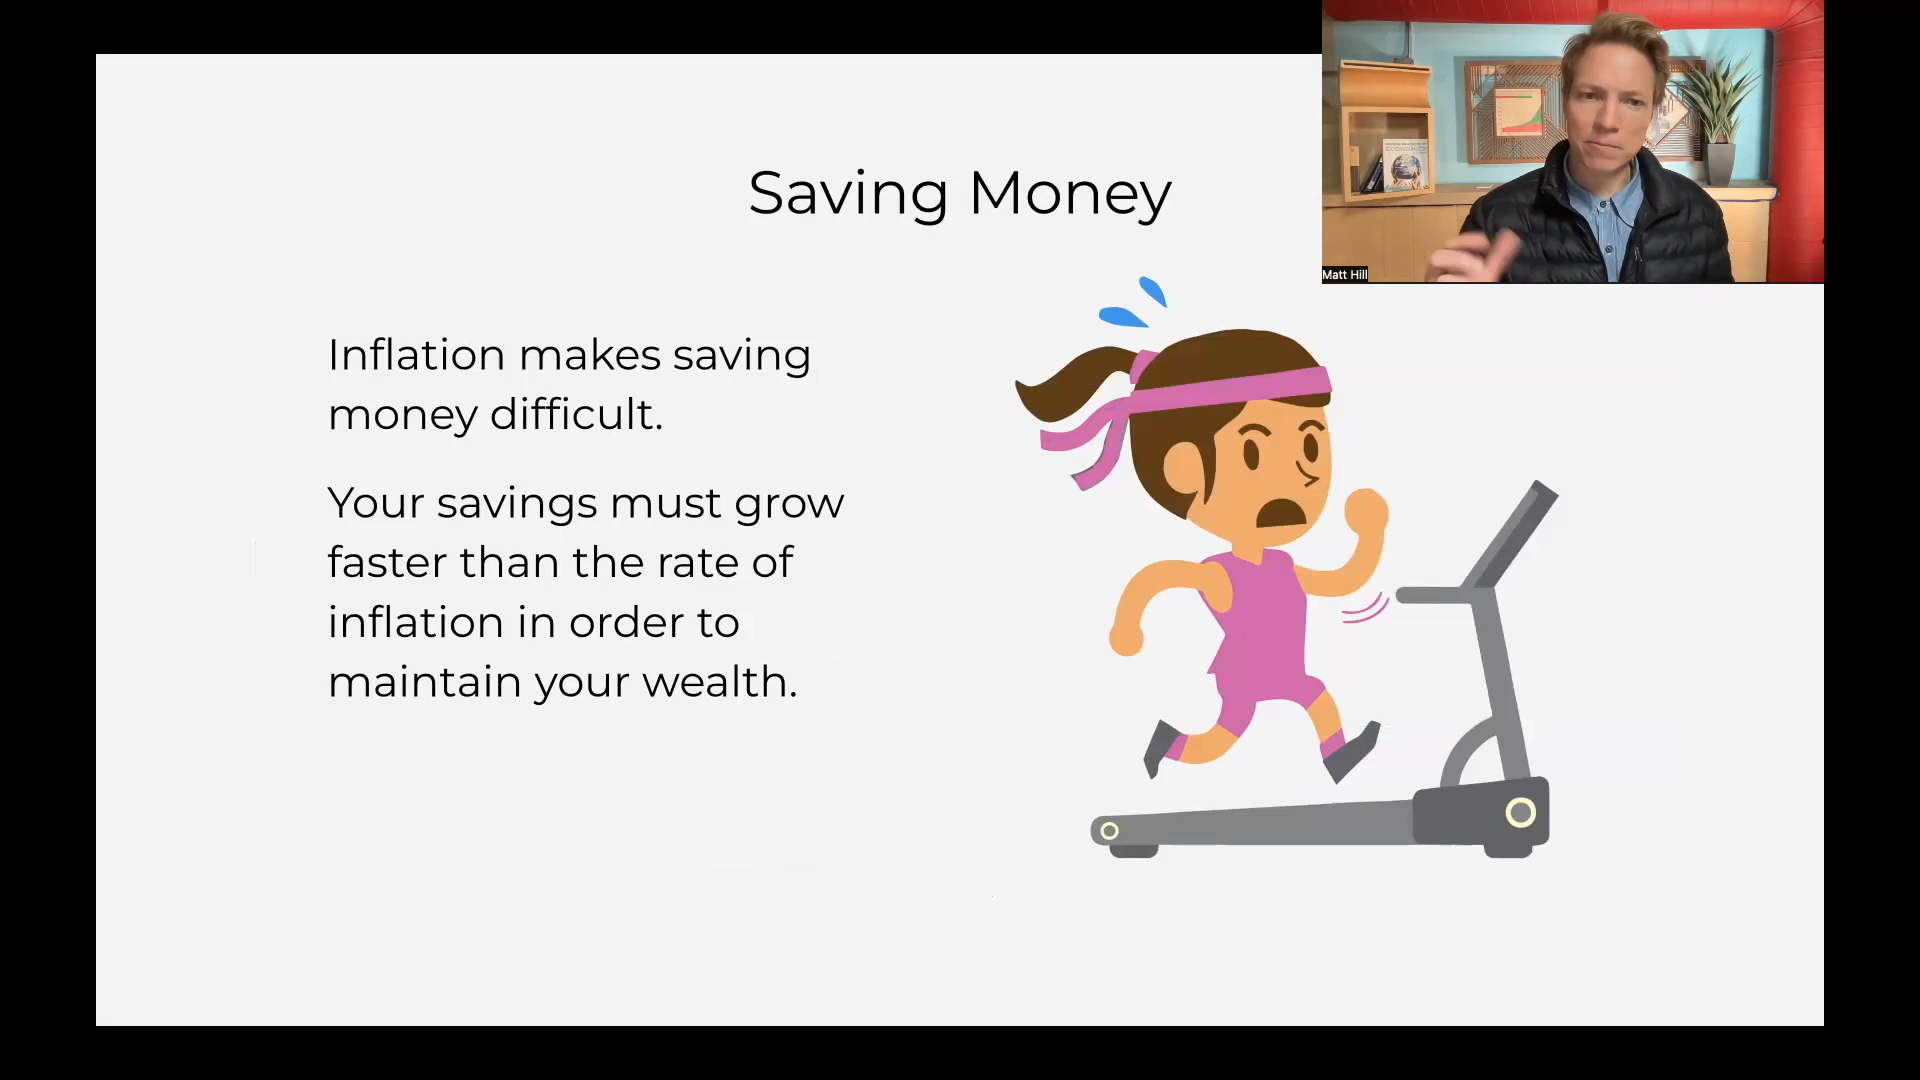 Saving Money
Inflation makes saving
money difficult.
Your savings must grow
faster than the rate of
inflation in order to
maintain your wealth.
Matt Hill
ECONOMICS